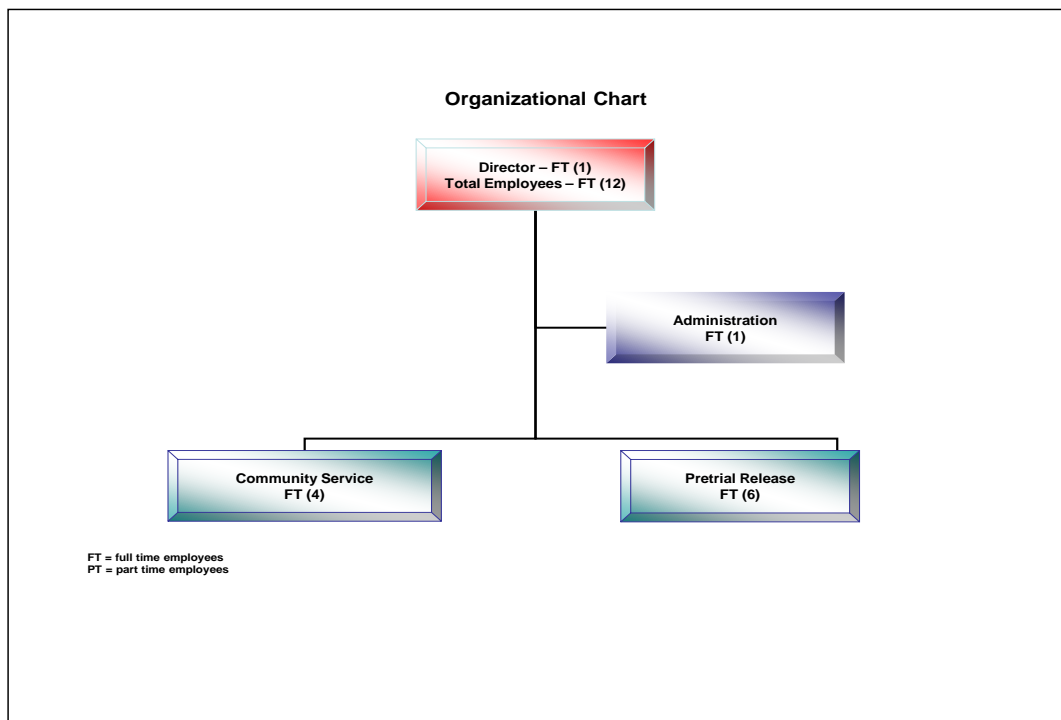 Organizational Chart
Director – FT (1)
Total Employees – FT (12)
Administration
FT (1)
Community Service
FT (4)
Pretrial Release
FT (6)
FT = full time employees
PT = part time employees